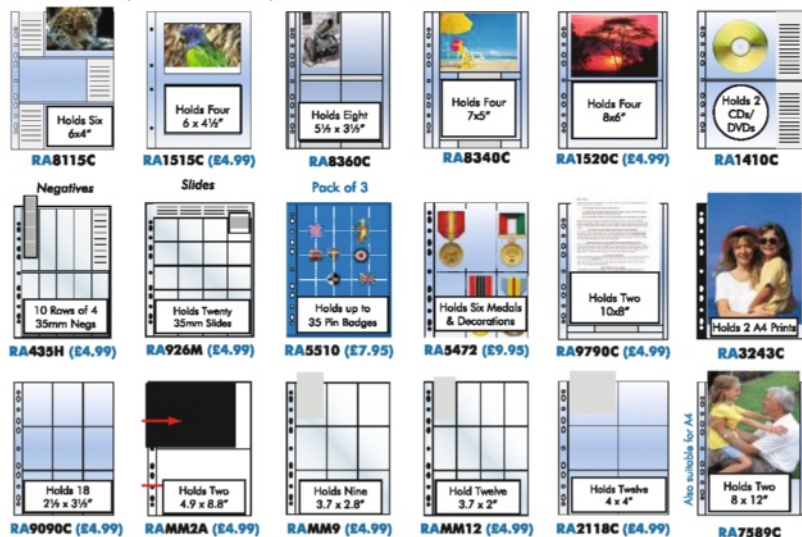 Holds Six
6x4"
Holds Four
6 x 4½"
Holds Eight
5½ x 3½"
Holds Four
7x5"
Holds Four
8x6"
Holds 2
CDs/
DVDs
RA8115C
RA1515C (£4.99)
RA8360C
RA8340C
RA1520C (£4.99)
RA1410C
Negatives
Slides
Pack of 3
10 Rows of 4
35mm Negs
Holds Twenty
35mm Slides
Holds up to
35 Pin Badges
Holds Six Medals
& Decorations
Holds Two
10x8"
Holds 2 A4 Prints
RA435H (£4.99)
RA926M (£4.99)
RA5510 (£7.95)
RA5472 (£9.95)
RA9790C (£4.99)
RA3243C
Holds 18
2½ x 3½"
Holds Two
4.9 x 8.8"
Holds Nine
3.7 x 2.8"
Hold Twelve
3.7 x 2"
Holds Twelve
4 x 4"
Also suitable for A4
Holds Two
8 x 12"
RA9090C (£4.99)
RAMM2A (£4.99)
RAMM9 (£4.99)
RAMM12 (£4.99)
RA2118C (£4.99)
RA7589C